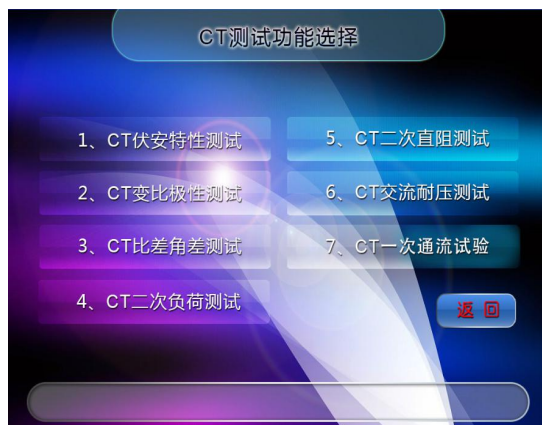 CT测试功能选择
1、CT伏安特性测试
2、CT变比极性测试
3、CT比差角差测试
4、CT二次负荷测试
5、CT二次直阻测试
6、CT交流耐压测试
7、CT一次通流试验
返回